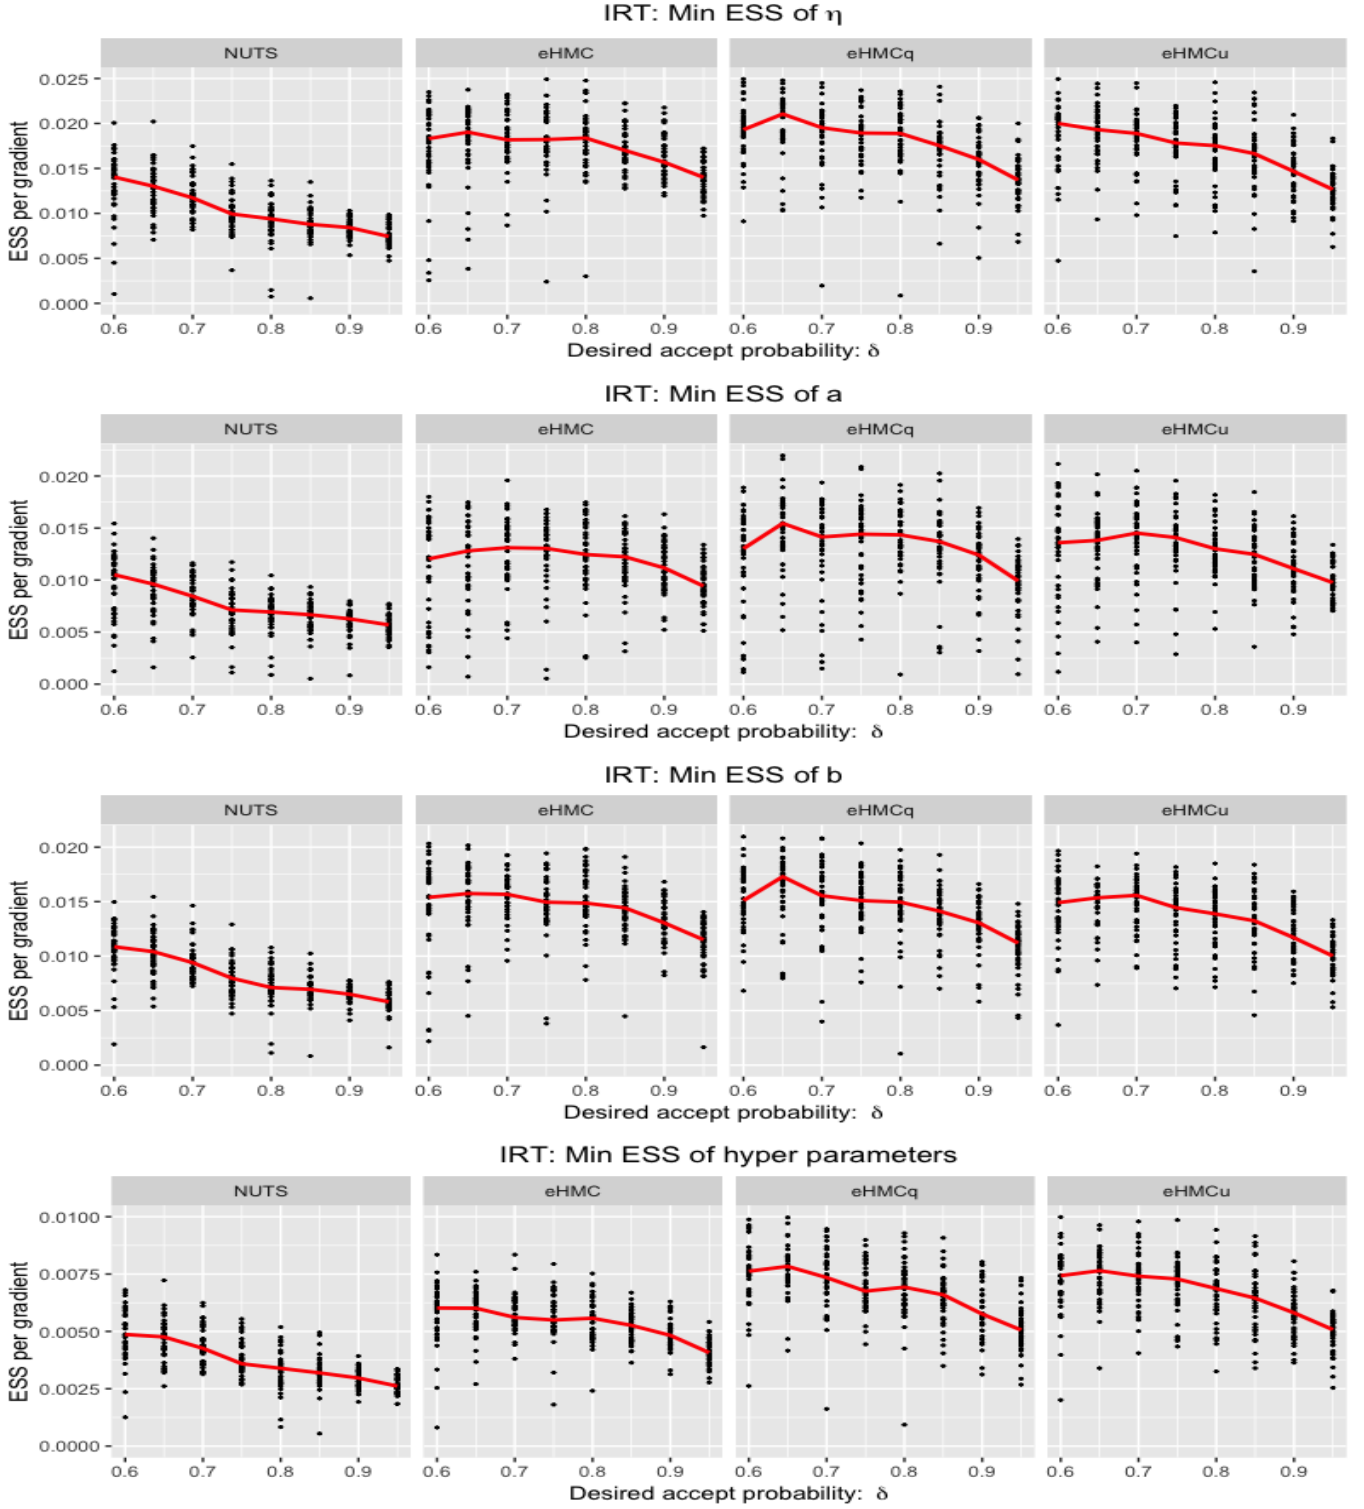 IRT: Min ESS of η
NUTS eHMC eHMCq eHMCu
0.025
0.020
0.015
0.010
0.005
0.000
ESS per gradient
0.6 0.7 0.8 0.9 0.6 0.7 0.8 0.9 0.6 0.7 0.8 0.9 0.6 0.7 0.8 0.9
Desired accept probability: δ
IRT: Min ESS of a
NUTS eHMC eHMCq eHMCu
0.020
0.015
0.010
0.005
0.000
ESS per gradient
0.6 0.7 0.8 0.9 0.6 0.7 0.8 0.9 0.6 0.7 0.8 0.9 0.6 0.7 0.8 0.9
Desired accept probability: δ
IRT: Min ESS of b
NUTS eHMC eHMCq eHMCu
0.020
0.015
0.010
0.005
0.000
ESS per gradient
0.6 0.7 0.8 0.9 0.6 0.7 0.8 0.9 0.6 0.7 0.8 0.9 0.6 0.7 0.8 0.9
Desired accept probability: δ
IRT: Min ESS of hyper parameters
NUTS eHMC eHMCq eHMCu
0.0100
0.0075
0.0050
0.0025
0.0000
ESS per gradient
0.6 0.7 0.8 0.9 0.6 0.7 0.8 0.9 0.6 0.7 0.8 0.9 0.6 0.7 0.8 0.9
Desired accept probability: δ